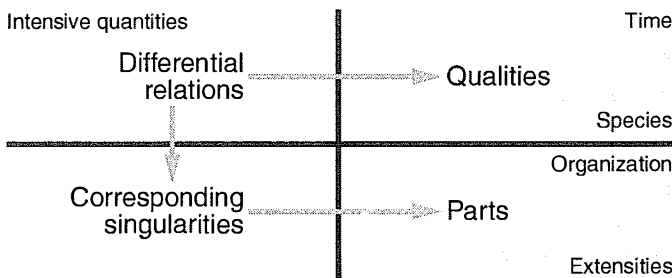 Intensive quantities
Time
Differential
relations
Qualities
Species
Organization
Corresponding
singularities
Parts
Extensities